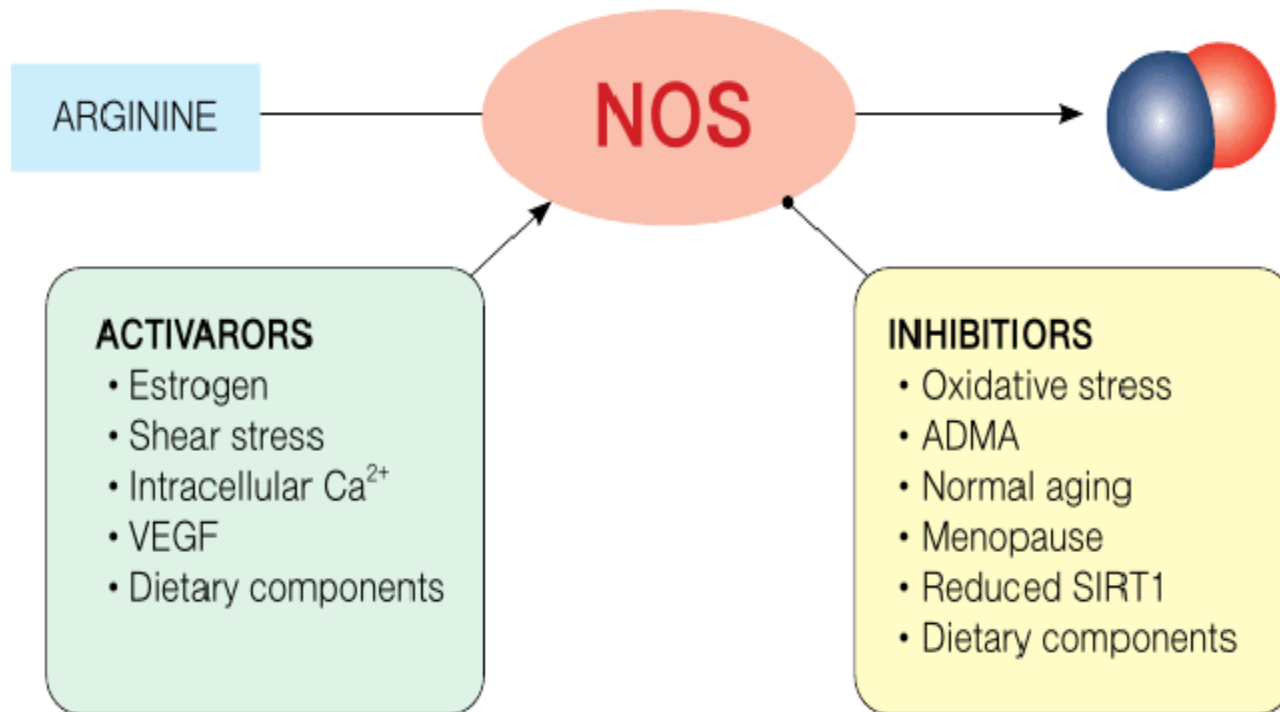 ARGININE
NOS
ACTIVARORS
• Estrogen
• Shear stress
• Intracellular Ca²⁺
• VEGF
• Dietary components
INHIBITIORS
• Oxidative stress
• ADMA
• Normal aging
• Menopause
• Reduced SIRT1
• Dietary components